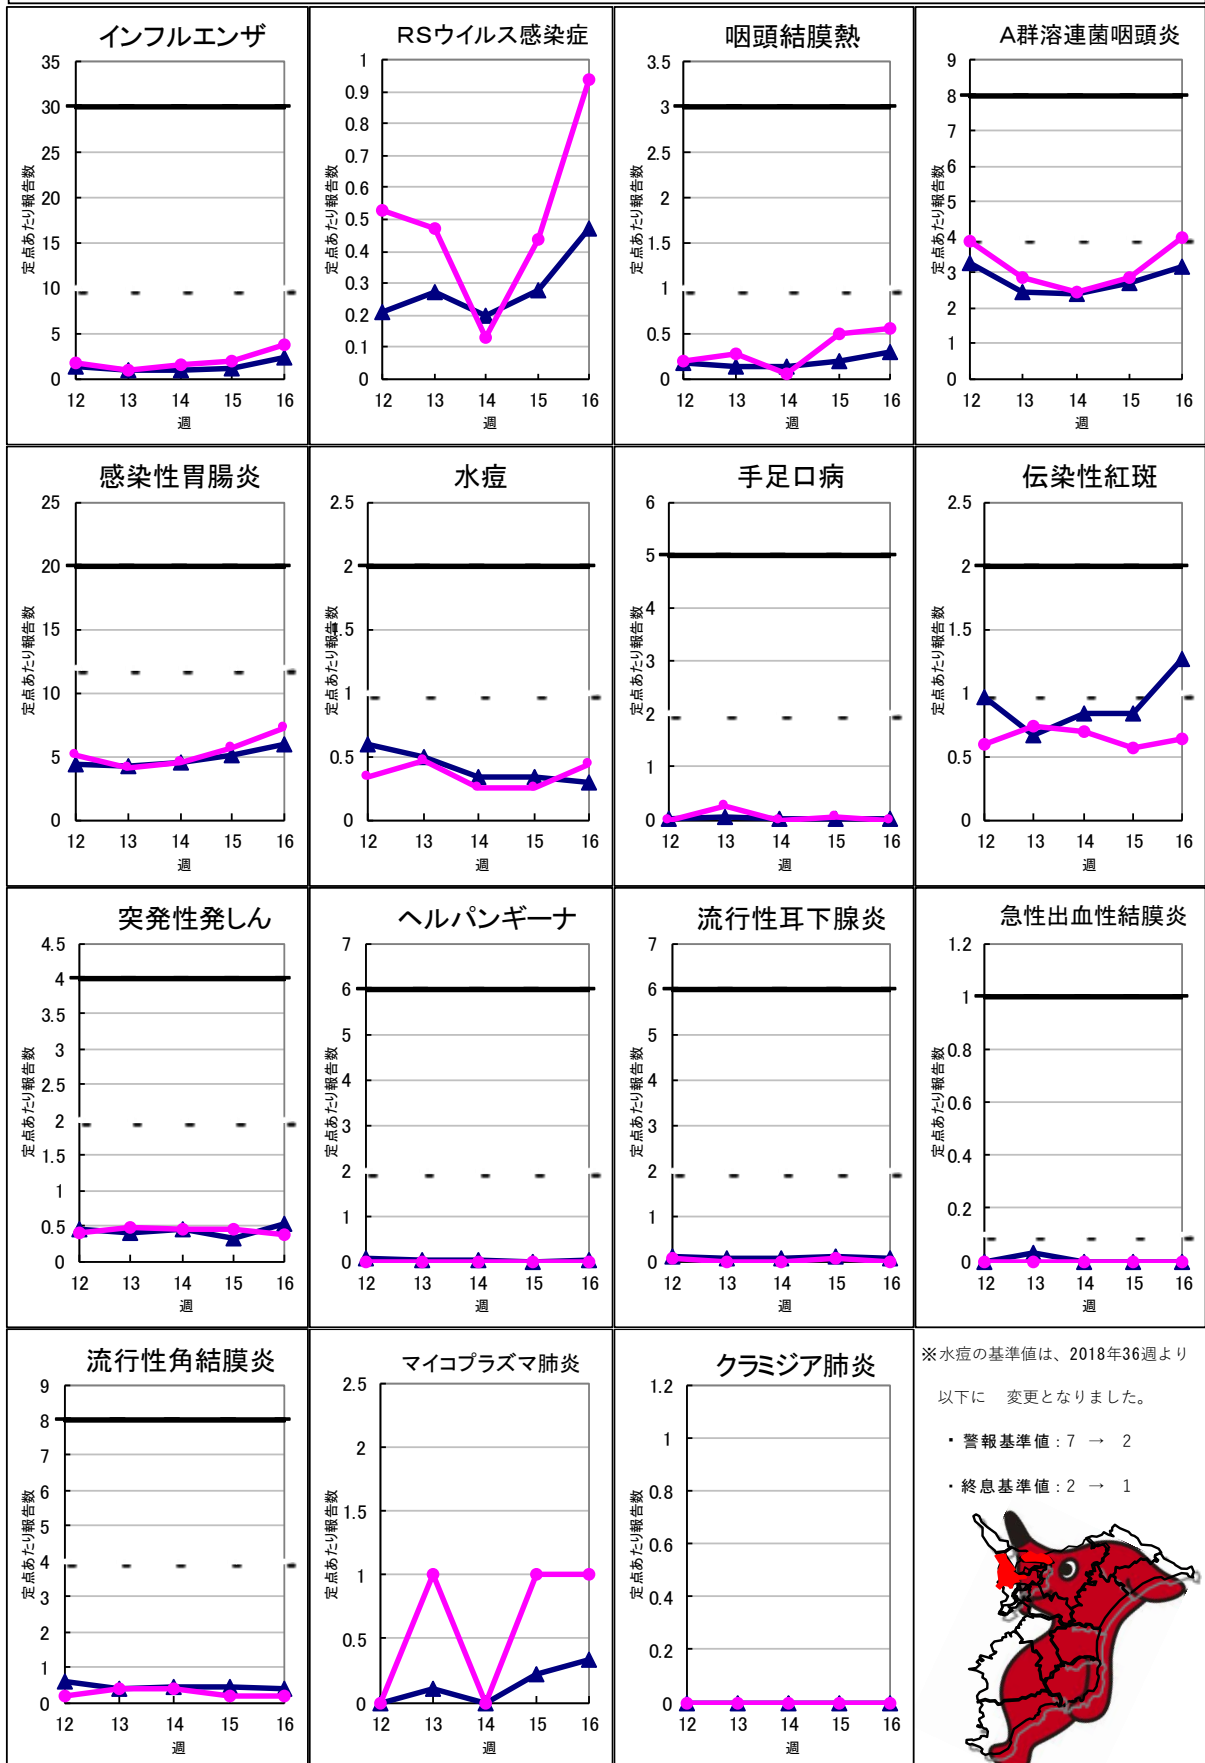 インフルエンザ
定点あたり報告数
35
30
25
20
15
10
5
0
12 13 14 15 16
週
RSウイルス感染症
定点あたり報告数
1
0.9
0.8
0.7
0.6
0.5
0.4
0.3
0.2
0.1
0
12 13 14 15 16
週
咽頭結膜熱
定点あたり報告数
3.5
3
2.5
2
1.5
1
0.5
0
12 13 14 15 16
週
A群溶連菌咽頭炎
定点あたり報告数
9
8
7
6
5
4
3
2
1
0
12 13 14 15 16
週
感染性胃腸炎
定点あたり報告数
25
20
15
10
5
0
12 13 14 15 16
週
水痘
定点あたり報告数
2.5
2
1.5
1
0.5
0
12 13 14 15 16
週
手足口病
定点あたり報告数
6
5
4
3
2
1
0
12 13 14 15 16
週
伝染性紅斑
定点あたり報告数
2.5
2
1.5
1
0.5
0
12 13 14 15 16
週
突発性発しん
定点あたり報告数
4.5
4
3.5
3
2.5
2
1.5
1
0.5
0
12 13 14 15 16
週
ヘルパンギーナ
定点あたり報告数
7
6
5
4
3
2
1
0
12 13 14 15 16
週
流行性耳下腺炎
定点あたり報告数
7
6
5
4
3
2
1
0
12 13 14 15 16
週
急性出血性結膜炎
定点あたり報告数
1.2
1
0.8
0.6
0.4
0.2
0
12 13 14 15 16
週
流行性角結膜炎
定点あたり報告数
9
8
7
6
5
4
3
2
1
0
12 13 14 15 16
週
マイコプラズマ肺炎
定点あたり報告数
2.5
2
1.5
1
0.5
0
12 13 14 15 16
週
クラミジア肺炎
定点あたり報告数
1.2
1
0.8
0.6
0.4
0.2
0
12 13 14 15 16
週
※水痘の基準値は、2018年36週より
以下に 変更となりました。
・警報基準値：7 → 2
・終息基準値：2 → 1